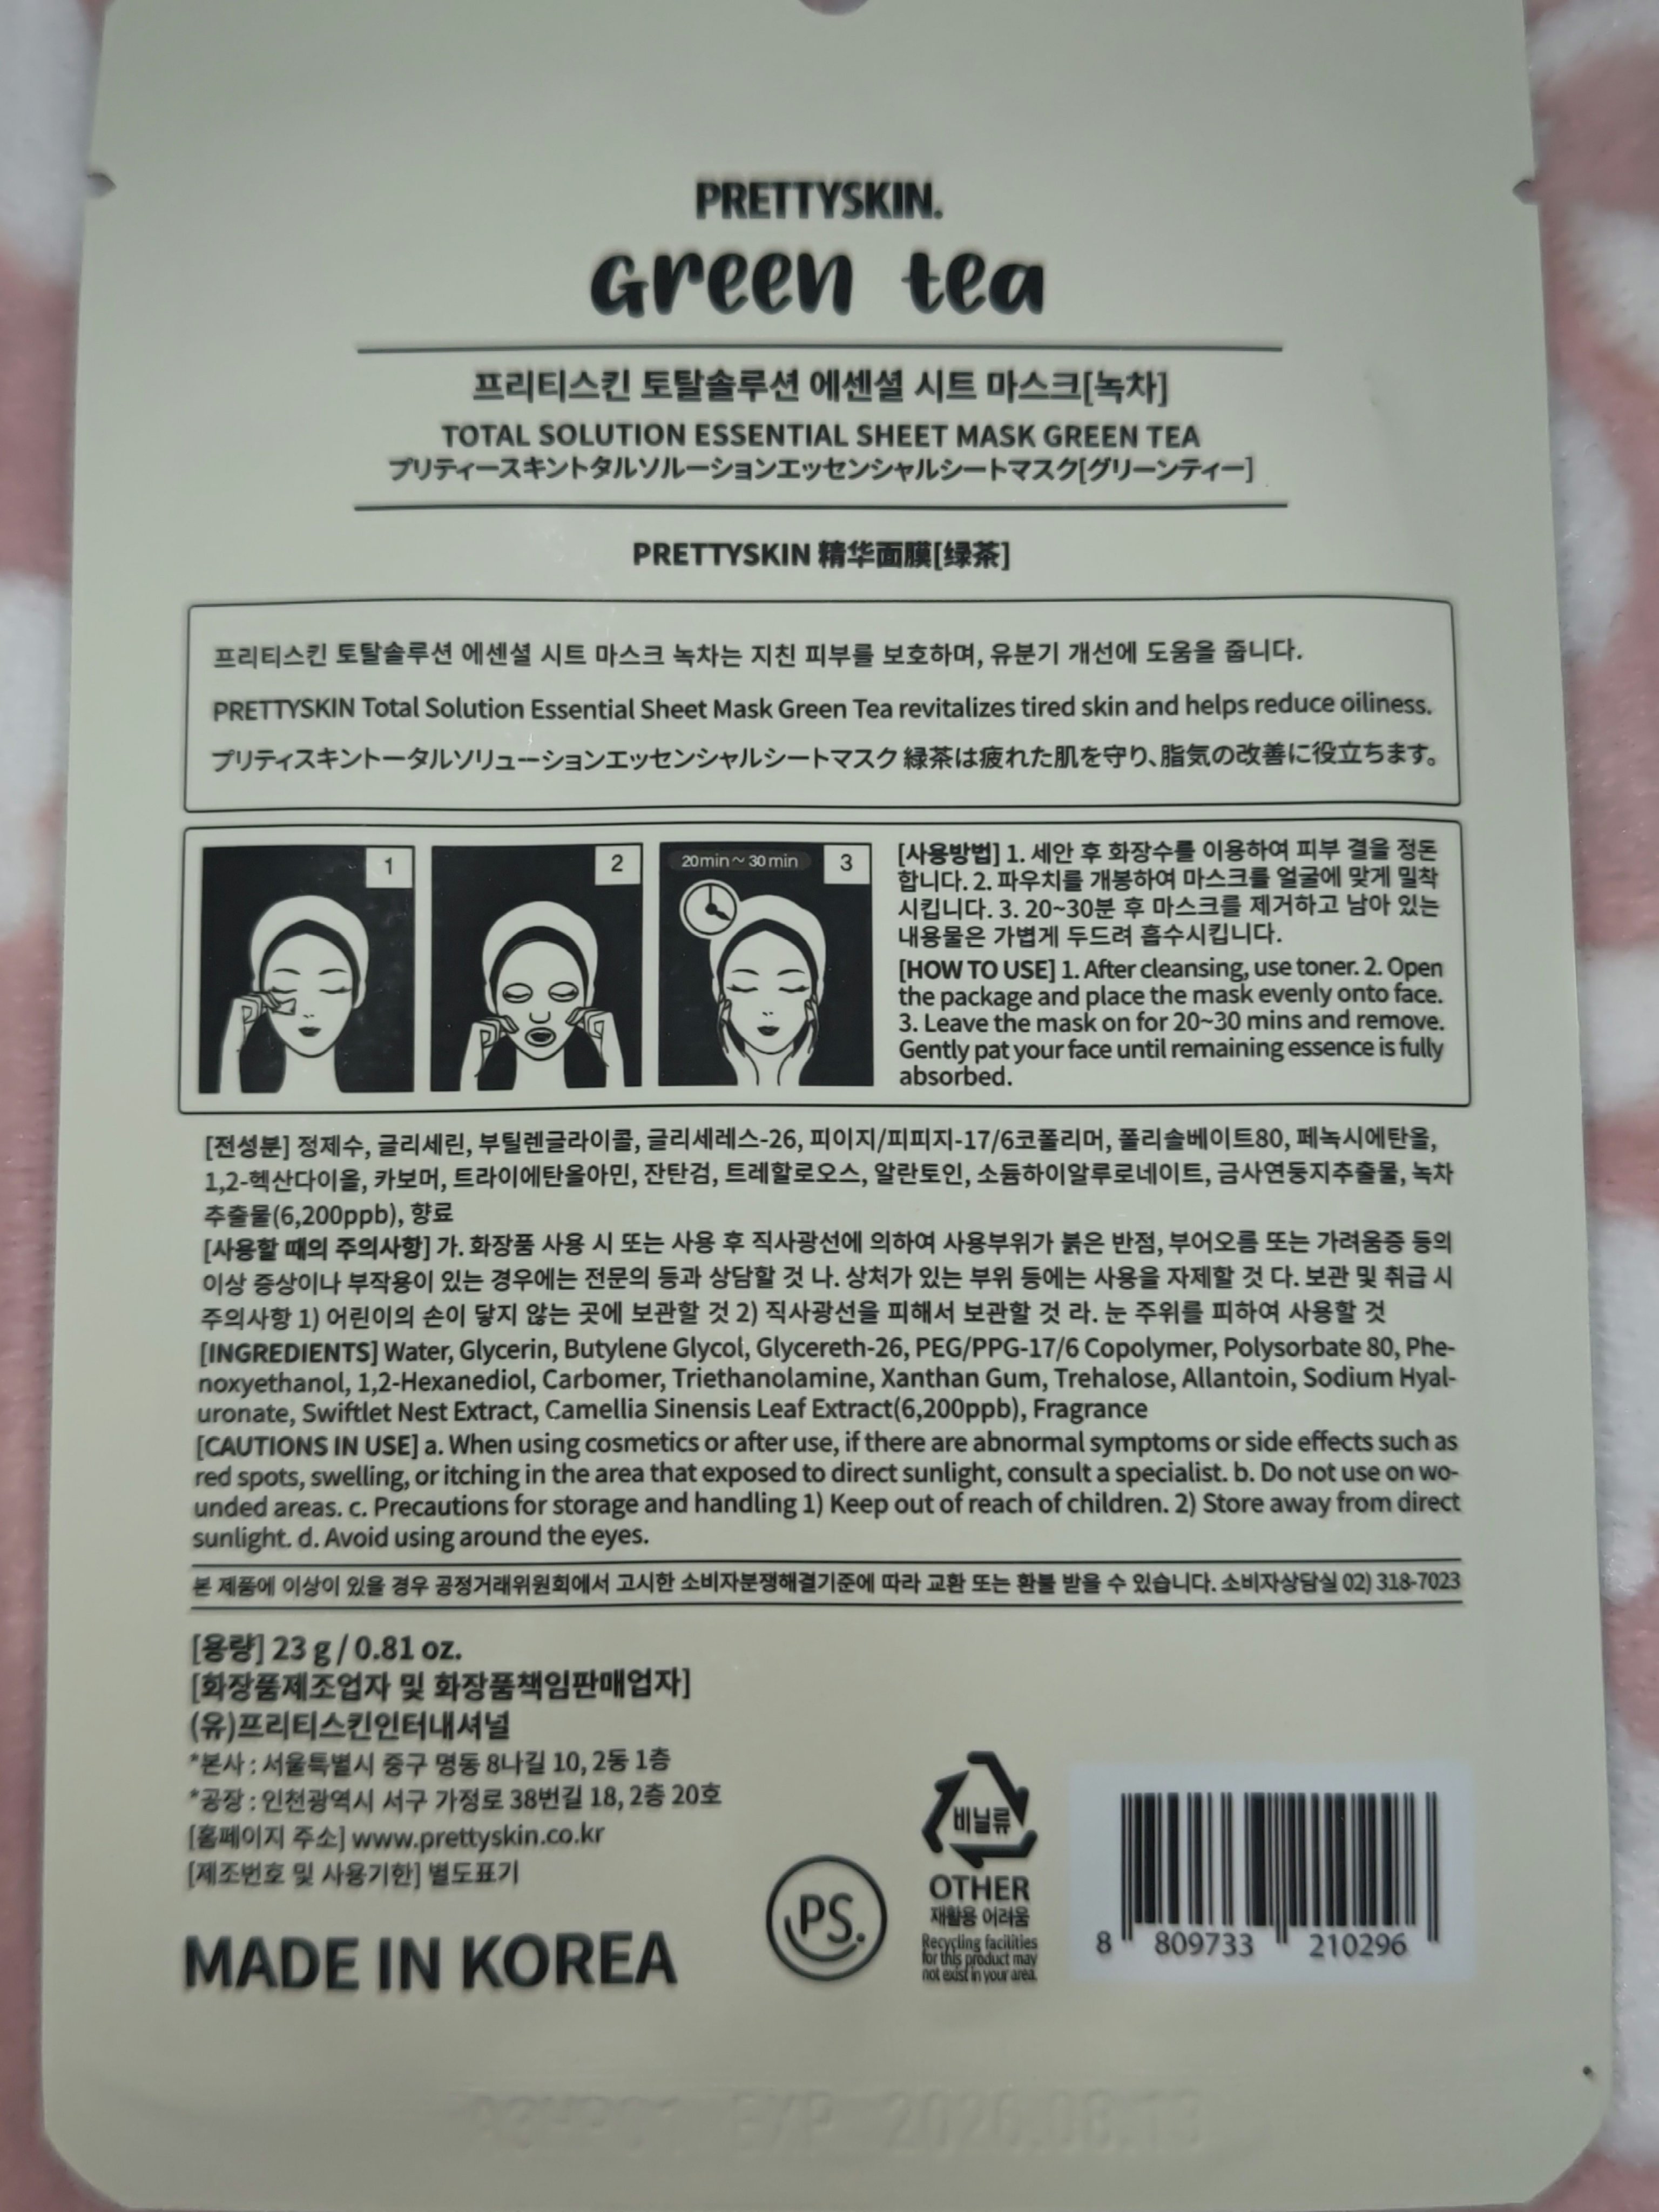 PRETTYSKIN.
Green tea
프리티스킨 토탈솔루션 에센셜 시트 마스크[녹차]
TOTAL SOLUTION ESSENTIAL SHEET MASK GREEN TEA
プリティースキントタルソルーションエッセンシャルシートマスク[グリーンティー]
PRETTYSKIN 精华面膜[绿茶]
프리티스킨 토탈솔루션 에센셜 시트 마스크 녹차는 지친 피부를 보호하며, 유분기 개선에 도움을 줍니다.
PRETTYSKIN Total Solution Essential Sheet Mask Green Tea revitalizes tired skin and helps reduce oiliness.
プリティスキントータルソリューションエッセンシャルシートマスク 緑茶は疲れた肌を守り、脂気の改善に役立ちます。
1
2
20min~30min 3
[사용방법] 1. 세안 후 화장수를 이용하여 피부 결을 정돈
합니다. 2. 파우치를 개봉하여 마스크를 얼굴에 맞게 밀착
시킵니다. 3. 20~30분 후 마스크를 제거하고 남아 있는
내용물은 가볍게 두드려 흡수시킵니다.
[HOW TO USE] 1. After cleansing, use toner. 2. Open
the package and place the mask evenly onto face.
3. Leave the mask on for 20~30 mins and remove.
Gently pat your face until remaining essence is fully
absorbed.
[전성분] 정제수, 글리세린, 부틸렌글라이콜, 글리세레스-26, 피이지/피피지-17/6코폴리머, 폴리솔베이트80, 페녹시에탄올,
1,2-헥산다이올, 카보머, 트라이에탄올아민, 잔탄검, 트레할로오스, 알란토인, 소듐하이알루로네이트, 금사연둥지추출물, 녹차
추출물(6,200ppb), 향료
[사용할 때의 주의사항] 가. 화장품 사용 시 또는 사용 후 직사광선에 의하여 사용부위가 붉은 반점, 부어오름 또는 가려움증 등의
이상 증상이나 부작용이 있는 경우에는 전문의 등과 상담할 것 나. 상처가 있는 부위 등에는 사용을 자제할 것 다. 보관 및 취급 시
주의사항 1) 어린이의 손이 닿지 않는 곳에 보관할 것 2) 직사광선을 피해서 보관할 것 라. 눈 주위를 피하여 사용할 것
[INGREDIENTS] Water, Glycerin, Butylene Glycol, Glycereth-26, PEG/PPG-17/6 Copolymer, Polysorbate 80, Phe-
noxyethanol, 1,2-Hexanediol, Carbomer, Triethanolamine, Xanthan Gum, Trehalose, Allantoin, Sodium Hyal-
uronate, Swiftlet Nest Extract, Camellia Sinensis Leaf Extract(6,200ppb), Fragrance
[CAUTIONS IN USE] a. When using cosmetics or after use, if there are abnormal symptoms or side effects such as
red spots, swelling, or itching in the area that exposed to direct sunlight, consult a specialist. b. Do not use on wo-
unded areas. c. Precautions for storage and handling 1) Keep out of reach of children. 2) Store away from direct
sunlight. d. Avoid using around the eyes.
본 제품에 이상이 있을 경우 공정거래위원회에서 고시한 소비자분쟁해결기준에 따라 교환 또는 환불 받을 수 있습니다. 소비자상담실 02) 318-7023
[용량] 23 g / 0.81 oz.
[화장품제조업자 및 화장품책임판매업자]
(유)프리티스킨인터내셔널
*본사 : 서울특별시 중구 명동 8나길 10, 2동 1층
*공장 : 인천광역시 서구 가정로 38번길 18, 2층 20호
[홈페이지 주소] www.prettyskin.co.kr
[제조번호 및 사용기한] 별도표기
MADE IN KOREA
PS.
비닐류
OTHER
재활용 어려움
Recycling facilities
for this product may
not exist in your area.
8 809733 210296
EXP 2026.08.13